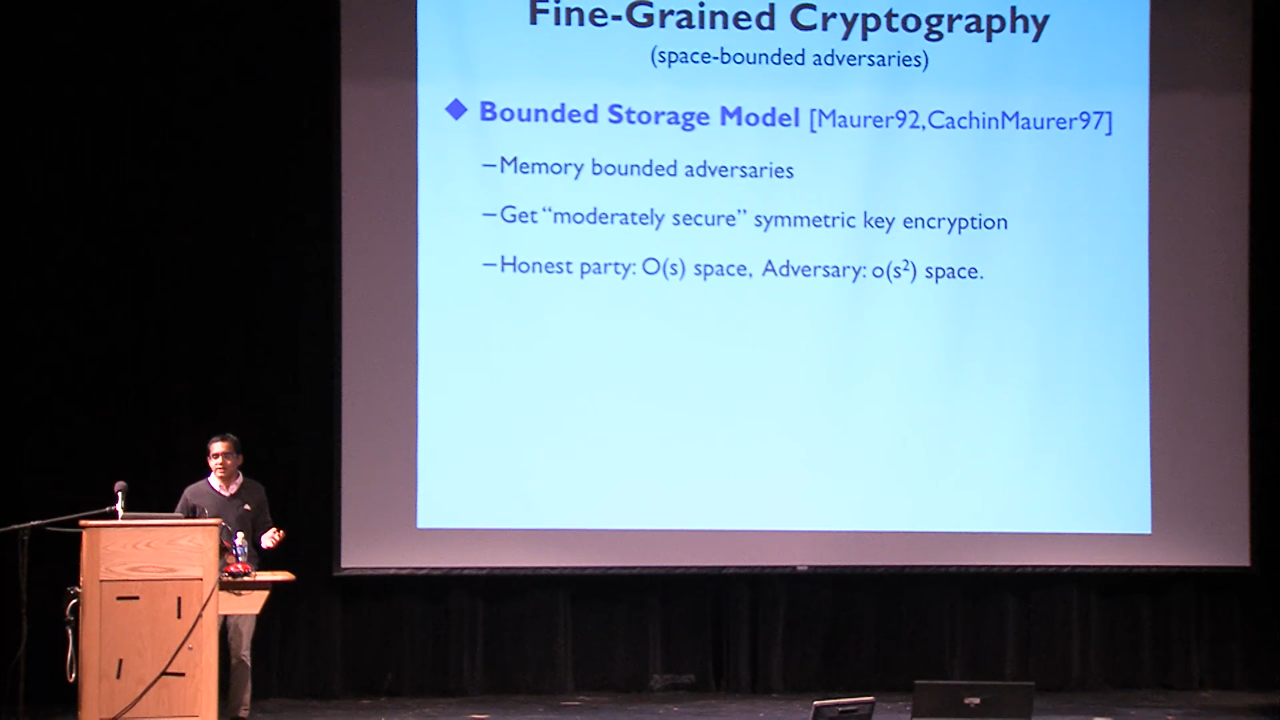 Fine-Grained Cryptography
(space-bounded adversaries)
◆ Bounded Storage Model [Maurer92,CachinMaurer97]
–Memory bounded adversaries
–Get “moderately secure” symmetric key encryption
–Honest party: O(s) space, Adversary: o(s²) space.